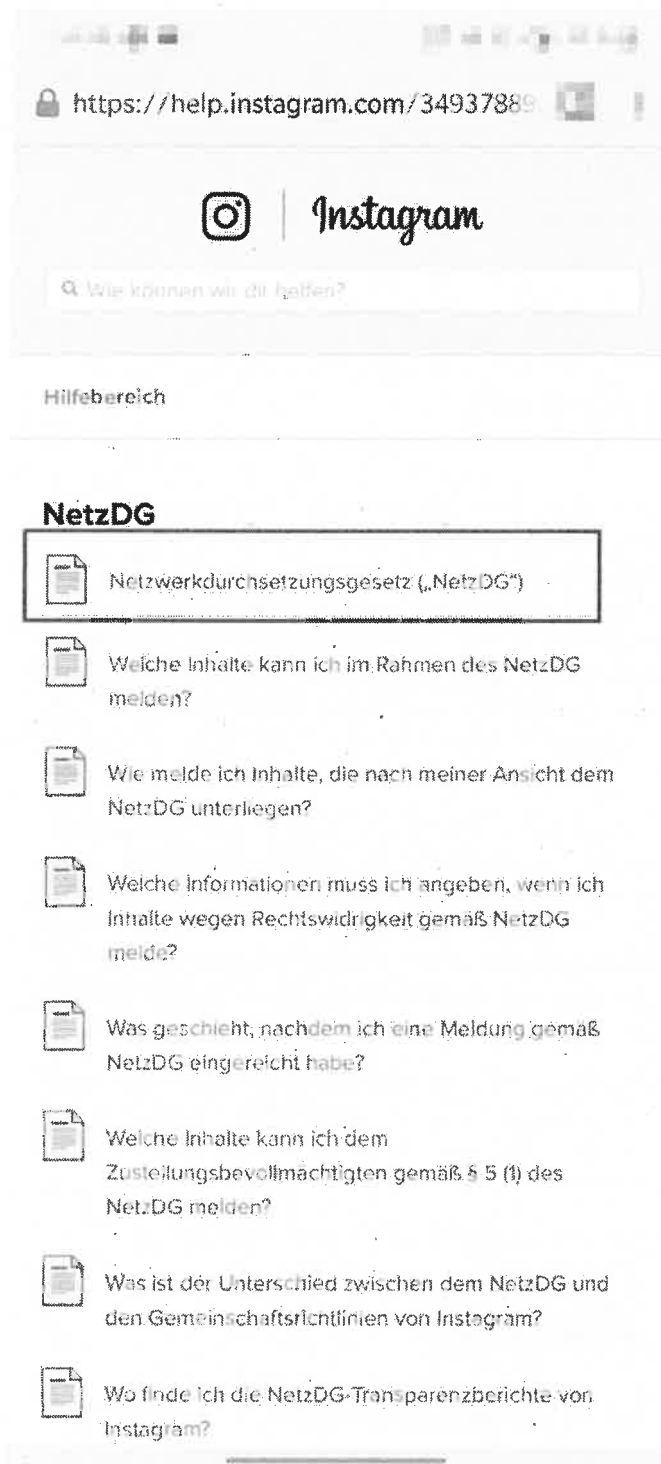 https://help.instagram.com/34937889
Instagram
Wie können wir dir helfen?
Hilfebereich
NetzDG
Netzwerkdurchsetzungsgesetz („NetzDG“)
Welche Inhalte kann ich im Rahmen des NetzDG
melden?
Wie melde ich Inhalte, die nach meiner Ansicht dem
NetzDG unterliegen?
Welche Informationen muss ich angeben, wenn ich
Inhalte wegen Rechtswidrigkeit gemäß NetzDG
melde?
Was geschieht, nachdem ich eine Meldung gemäß
NetzDG eingereicht habe?
Welche Inhalte kann ich dem
Zustellungsbevollmächtigten gemäß § 5 (1) des
NetzDG melden?
Was ist der Unterschied zwischen dem NetzDG und
den Gemeinschaftsrichtlinien von Instagram?
Wo finde ich die NetzDG-Transparenzberichte von
Instagram?